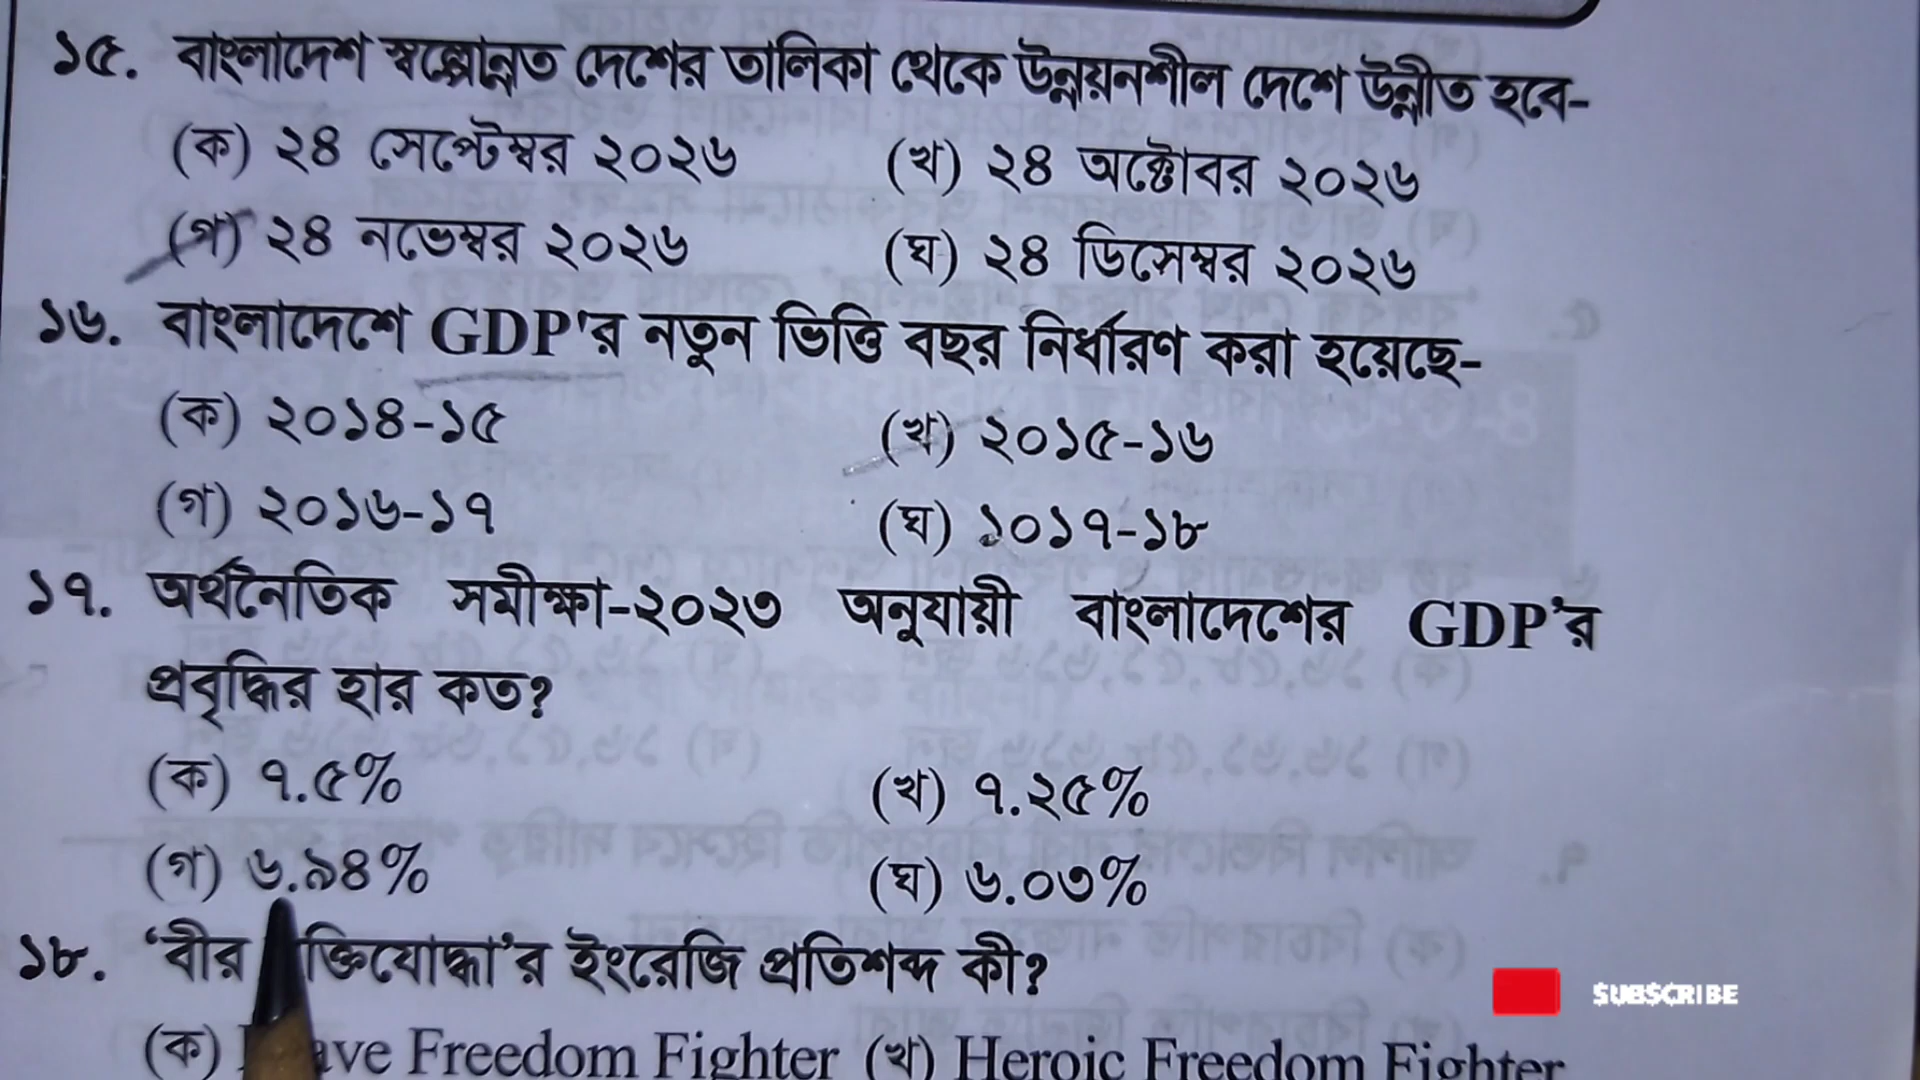 ১৫. বাংলাদেশ স্বল্পোন্নত দেশের তালিকা থেকে উন্নয়নশীল দেশে উন্নীত হবে-
(ক) ২৪ সেপ্টেম্বর ২০২৬ (খ) ২৪ অক্টোবর ২০২৬
(গ) ২৪ নভেম্বর ২০২৬ (ঘ) ২৪ ডিসেম্বর ২০২৬
১৬. বাংলাদেশে GDP'র নতুন ভিত্তি বছর নির্ধারণ করা হয়েছে-
(ক) ২০১৪-১৫ (খ) ২০১৫-১৬
(গ) ২০১৬-১৭ (ঘ) ১০১৭-১৮
১৭. অর্থনৈতিক সমীক্ষা-২০২৩ অনুযায়ী বাংলাদেশের GDP’র
প্রবৃদ্ধির হার কত?
(ক) ৭.৫% (খ) ৭.২৫%
(গ) ৬.৯৪% (ঘ) ৬.০৩%
১৮. ‘বীর ’র ইংরেজি প্রতিশব্দ কী?
(ক) Freedom Fighter (খ) Heroic Freedom Fighter
SUBSCRIBE